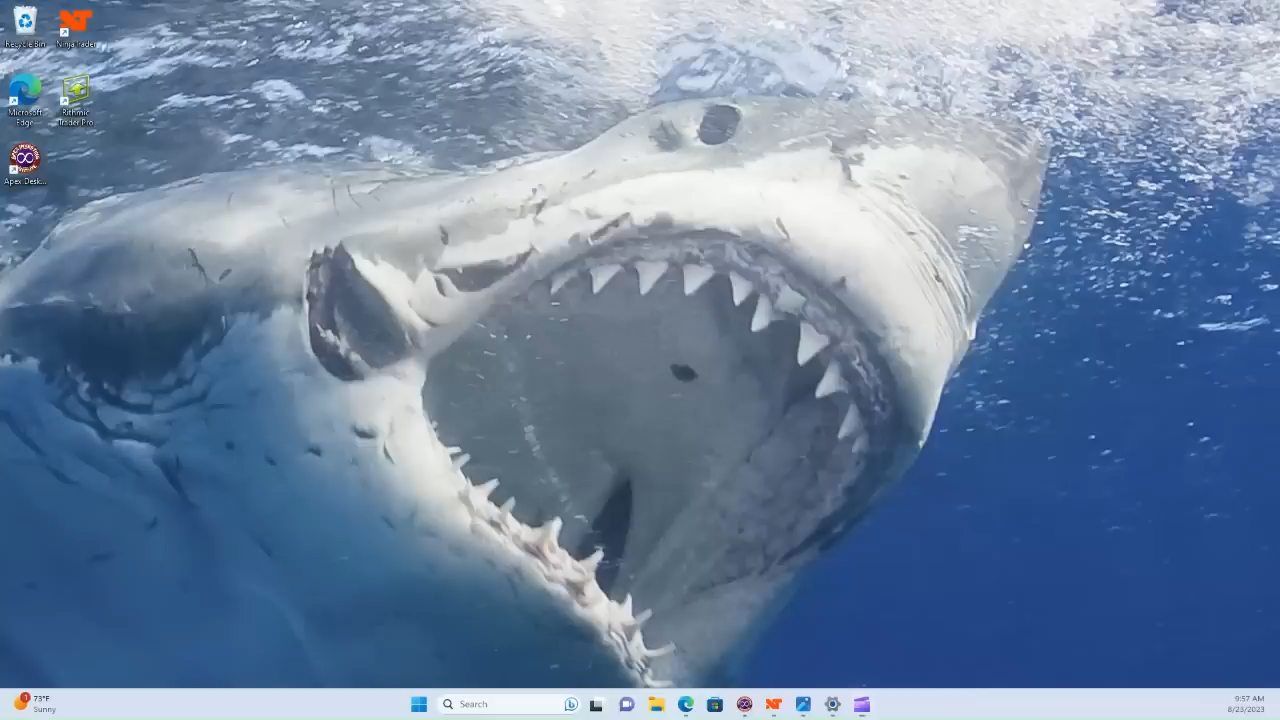 Recycle Bin
NinjaTrader
Microsoft Edge
Rithmic Trader Pro
Apex Desk...
1
73°F
Sunny
Search
9:57 AM
8/23/2023